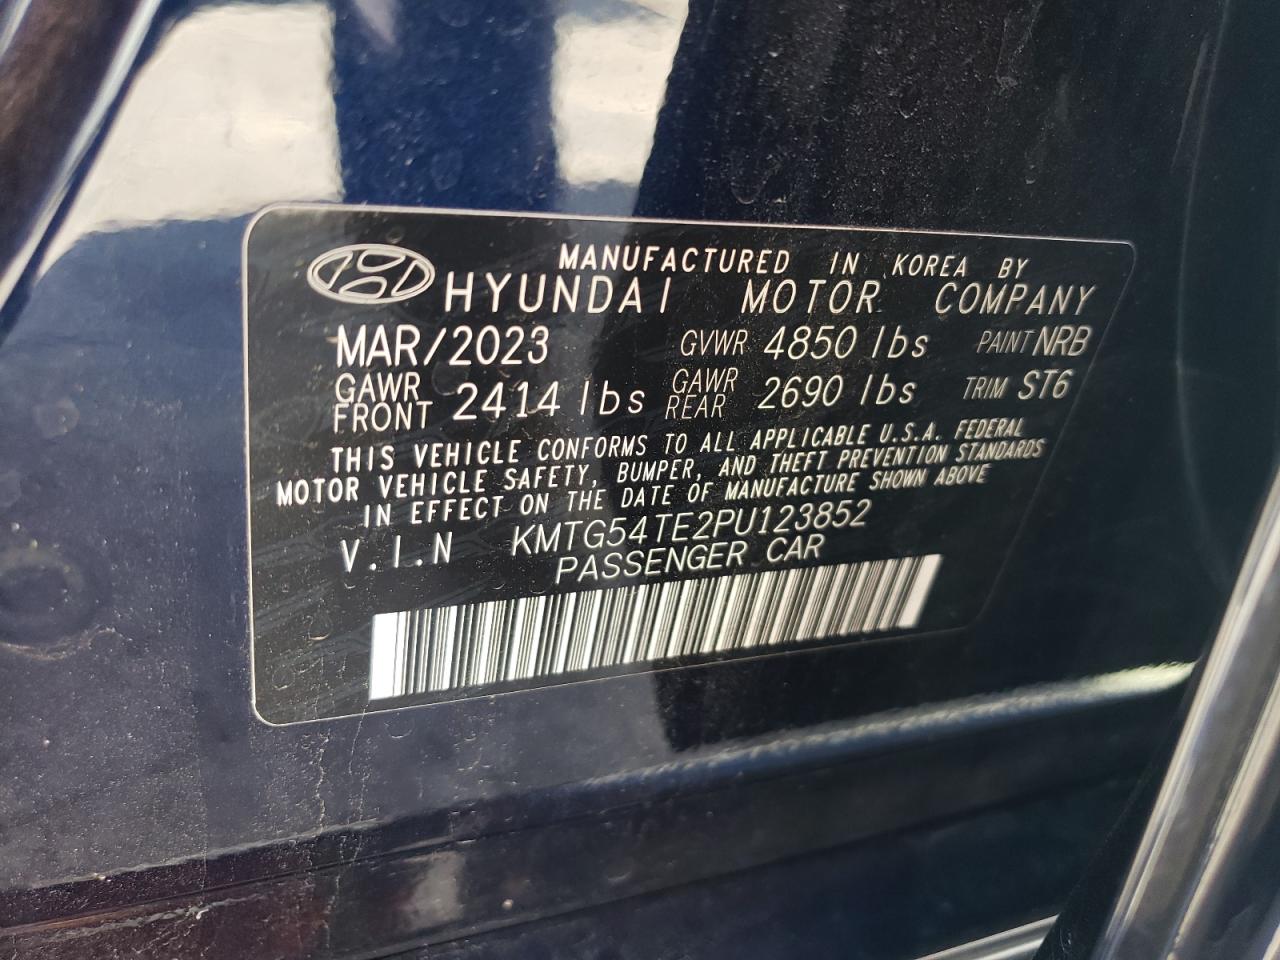 MANUFACTURED IN KOREA BY
HYUNDAI MOTOR COMPANY
MAR/2023 GVWR 4850 lbs PAINT NRB
GAWR FRONT 2414 lbs GAWR REAR 2690 lbs TRIM ST6
THIS VEHICLE CONFORMS TO ALL APPLICABLE U.S.A. FEDERAL
MOTOR VEHICLE SAFETY, BUMPER, AND THEFT PREVENTION STANDARDS
IN EFFECT ON THE DATE OF MANUFACTURE SHOWN ABOVE
V.I.N KMTG54TE2PU123852
PASSENGER CAR